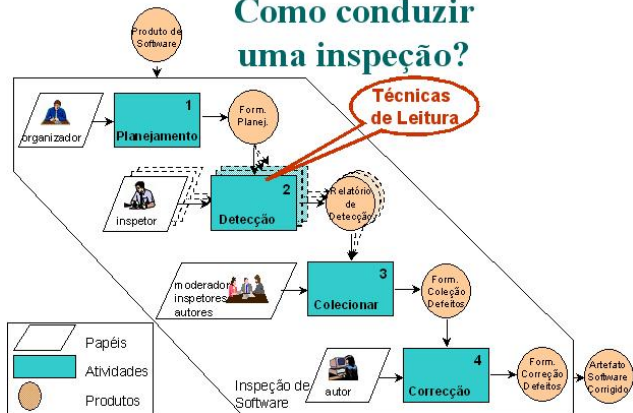 Como conduzir
uma inspeção?
Produto de
Software
Técnicas
de Leitura
organizador
1
Planejamento
Form.
Planej.
inspetor
2
Detecção
Relatório
de
Detecção
moderador
inspetores
autores
3
Colecionar
Form.
Coleção
Defeitos
autor
4
Correcção
Form.
Correção
Defeitos
Artefato
Software
Corrigido
Inspeção de
Software
Papéis
Atividades
Produtos